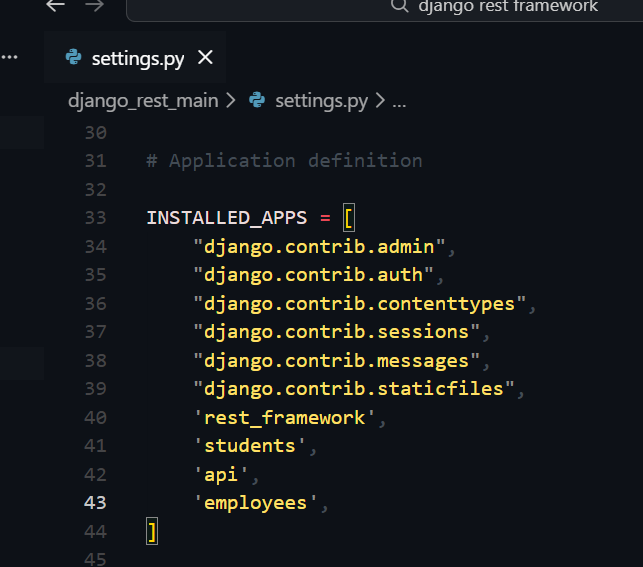 django rest framework
settings.py
django_rest_main > settings.py > ...
30
31 # Application definition
32
33 INSTALLED_APPS = [
34     "django.contrib.admin",
35     "django.contrib.auth",
36     "django.contrib.contenttypes",
37     "django.contrib.sessions",
38     "django.contrib.messages",
39     "django.contrib.staticfiles",
40     'rest_framework',
41     'students',
42     'api',
43     'employees',
44 ]
45